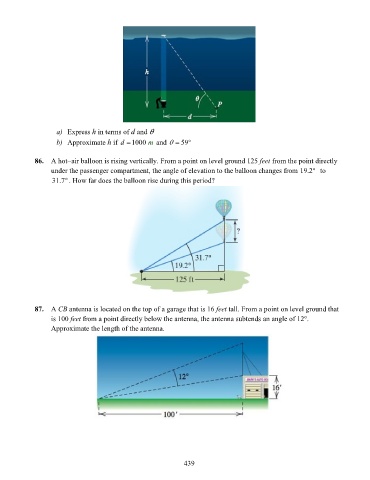 h
θ
P
d
a) Express h in terms of d and θ
b) Approximate h if d = 1000 m and θ = 59°
86. A hot–air balloon is rising vertically. From a point on level ground 125 feet from the point directly
under the passenger compartment, the angle of elevation to the balloon changes from 19.2° to
31.7°. How far does the balloon rise during this period?
?
31.7°
19.2°
125 ft
87. A CB antenna is located on the top of a garage that is 16 feet tall. From a point on level ground that
is 100 feet from a point directly below the antenna, the antenna subtends an angle of 12°.
Approximate the length of the antenna.
12°
16'
100'
439